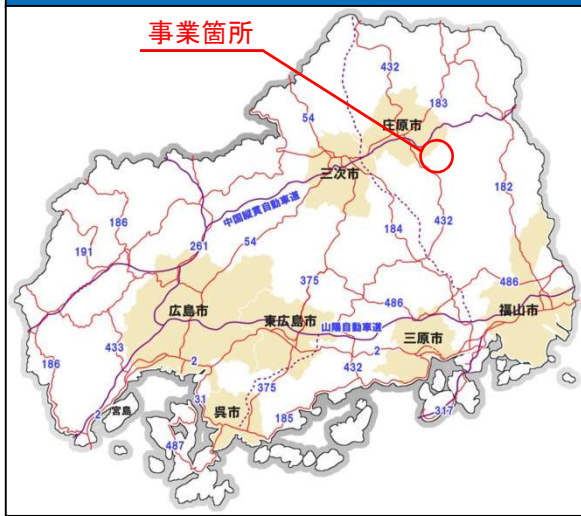 事業箇所
432
183
54
庄原市
三次市
182
中国縦貫自動車道
184
432
186
191
261
54
375
486
486
広島市
東広島市
山陽自動車道
三原市
福山市
186
433
2
2
432
2
宮島
31
呉市
375
185
317
487